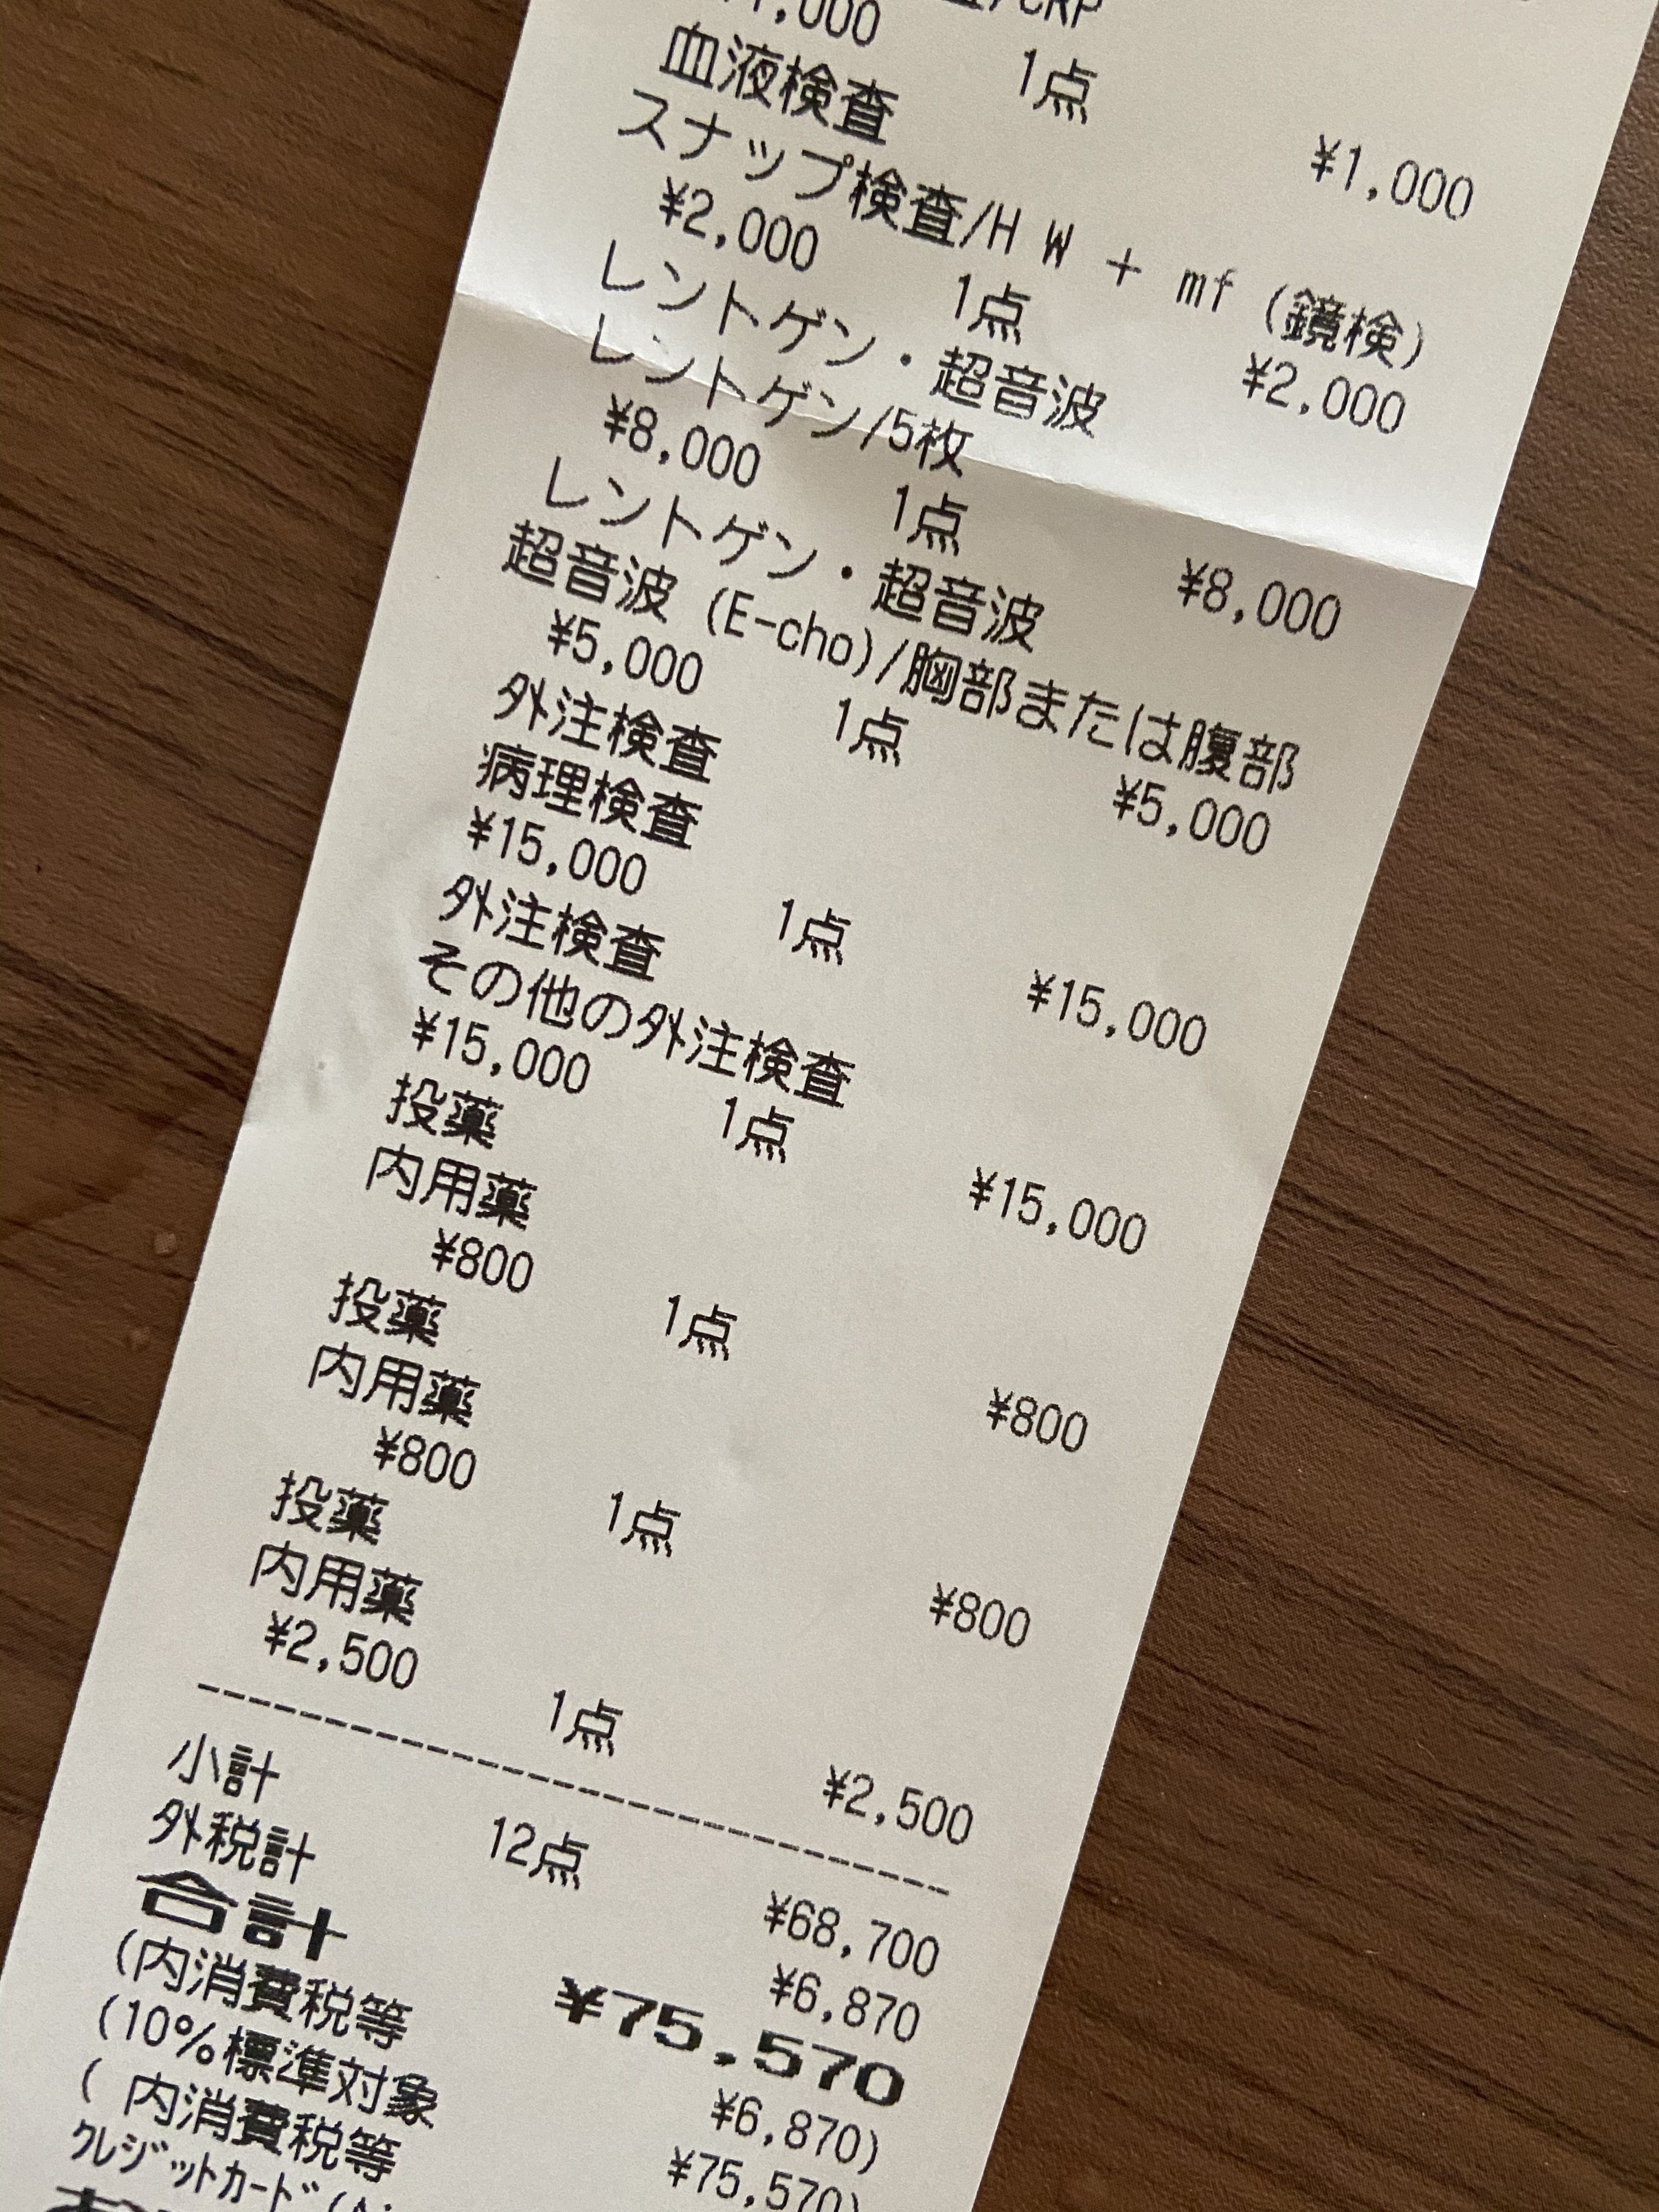 /CRP
1点 ¥1,000
血液検査
スナップ検査/H W + mf (鏡検)
¥2,000 1点 ¥2,000
レントゲン・超音波
レントゲン/5枚
¥8,000 1点 ¥8,000
レントゲン・超音波
超音波 (E-cho)/胸部または腹部
¥5,000 1点 ¥5,000
外注検査
病理検査
¥15,000 1点 ¥15,000
外注検査
その他の外注検査
¥15,000 1点 ¥15,000
投薬
内用薬
¥800 1点 ¥800
投薬
内用薬
¥800 1点 ¥800
投薬
内用薬
¥2,500 1点 ¥2,500
小計 12点 ¥68,700
外税計 ¥6,870
合計 ¥75,570
(内消費税等 ¥6,870)
(10%標準対象 ¥75,570)
( 内消費税等
ｸﾚｼﾞｯﾄｶｰﾄﾞ